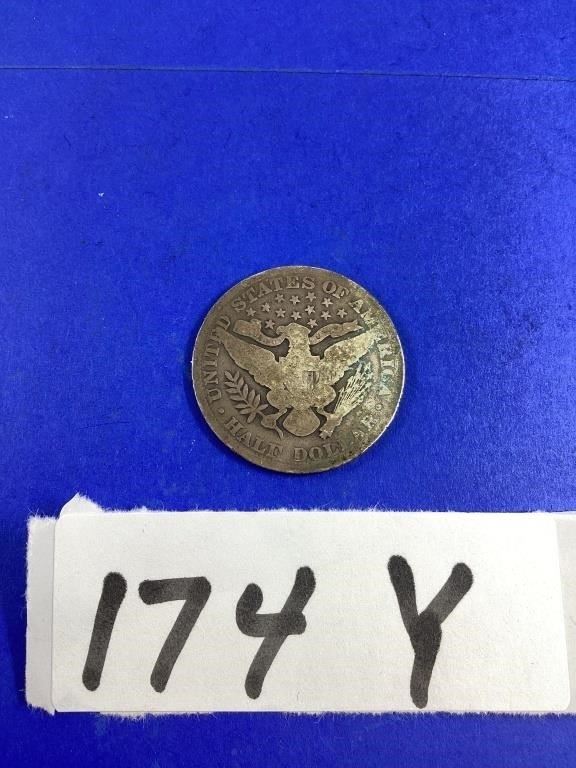 UNITED STATES OF AMERICA
HALF DOLLAR
174 Y